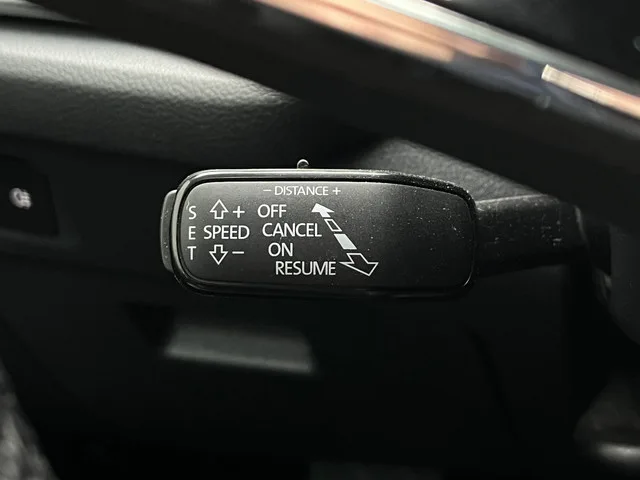 − DISTANCE +
S + OFF
E SPEED CANCEL
T − ON
RESUME